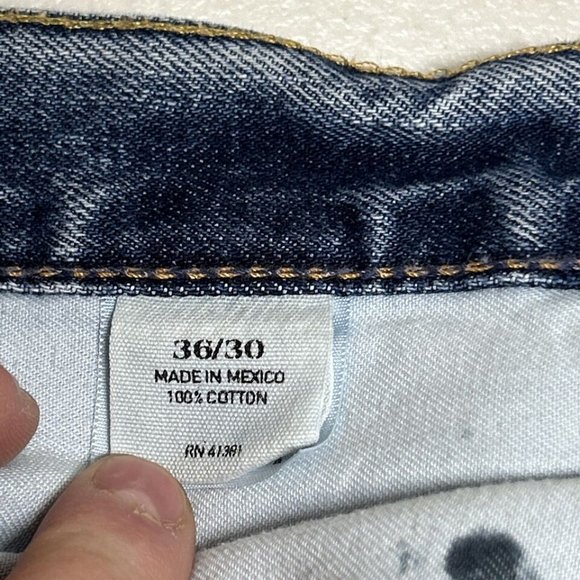 36/30
MADE IN MEXICO
100% COTTON
RN 41381